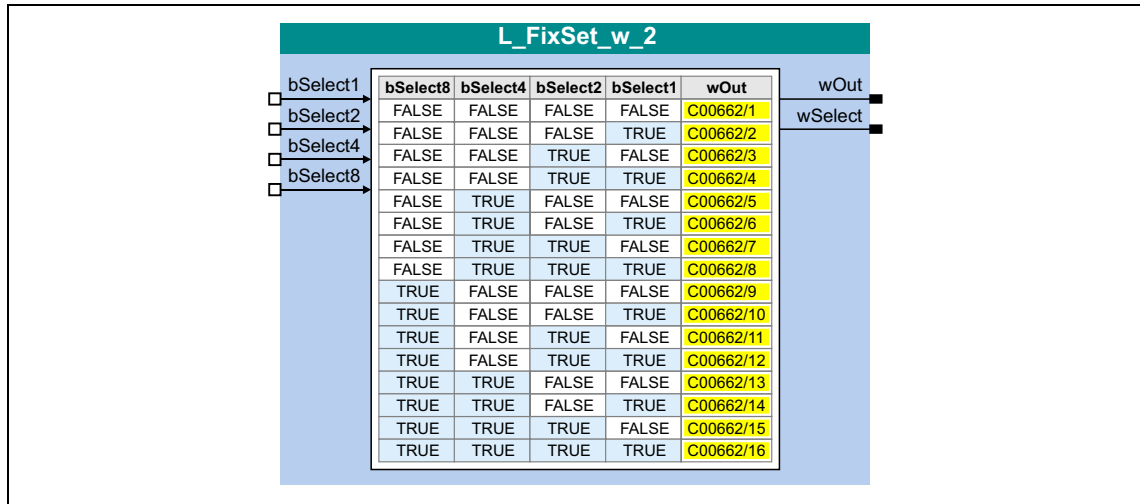 L_FixSet_w_2
bSelect1
bSelect2
bSelect4
bSelect8
bSelect8 bSelect4 bSelect2 bSelect1 wOut
FALSE FALSE FALSE FALSE C00662/1
FALSE FALSE FALSE TRUE C00662/2
FALSE FALSE TRUE FALSE C00662/3
FALSE FALSE TRUE TRUE C00662/4
FALSE TRUE FALSE FALSE C00662/5
FALSE TRUE FALSE TRUE C00662/6
FALSE TRUE TRUE FALSE C00662/7
FALSE TRUE TRUE TRUE C00662/8
TRUE FALSE FALSE FALSE C00662/9
TRUE FALSE FALSE TRUE C00662/10
TRUE FALSE TRUE FALSE C00662/11
TRUE FALSE TRUE TRUE C00662/12
TRUE TRUE FALSE FALSE C00662/13
TRUE TRUE FALSE TRUE C00662/14
TRUE TRUE TRUE FALSE C00662/15
TRUE TRUE TRUE TRUE C00662/16
wOut
wSelect